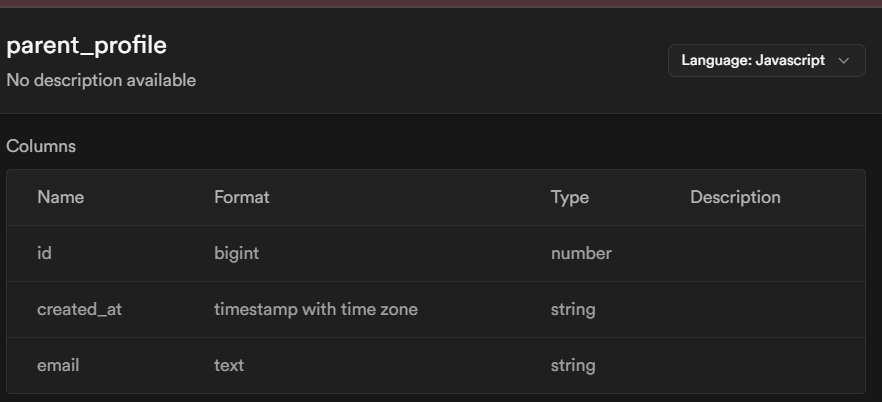 parent_profile
No description available
Language: Javascript
Columns
Name Format Type Description
id bigint number
created_at timestamp with time zone string
email text string